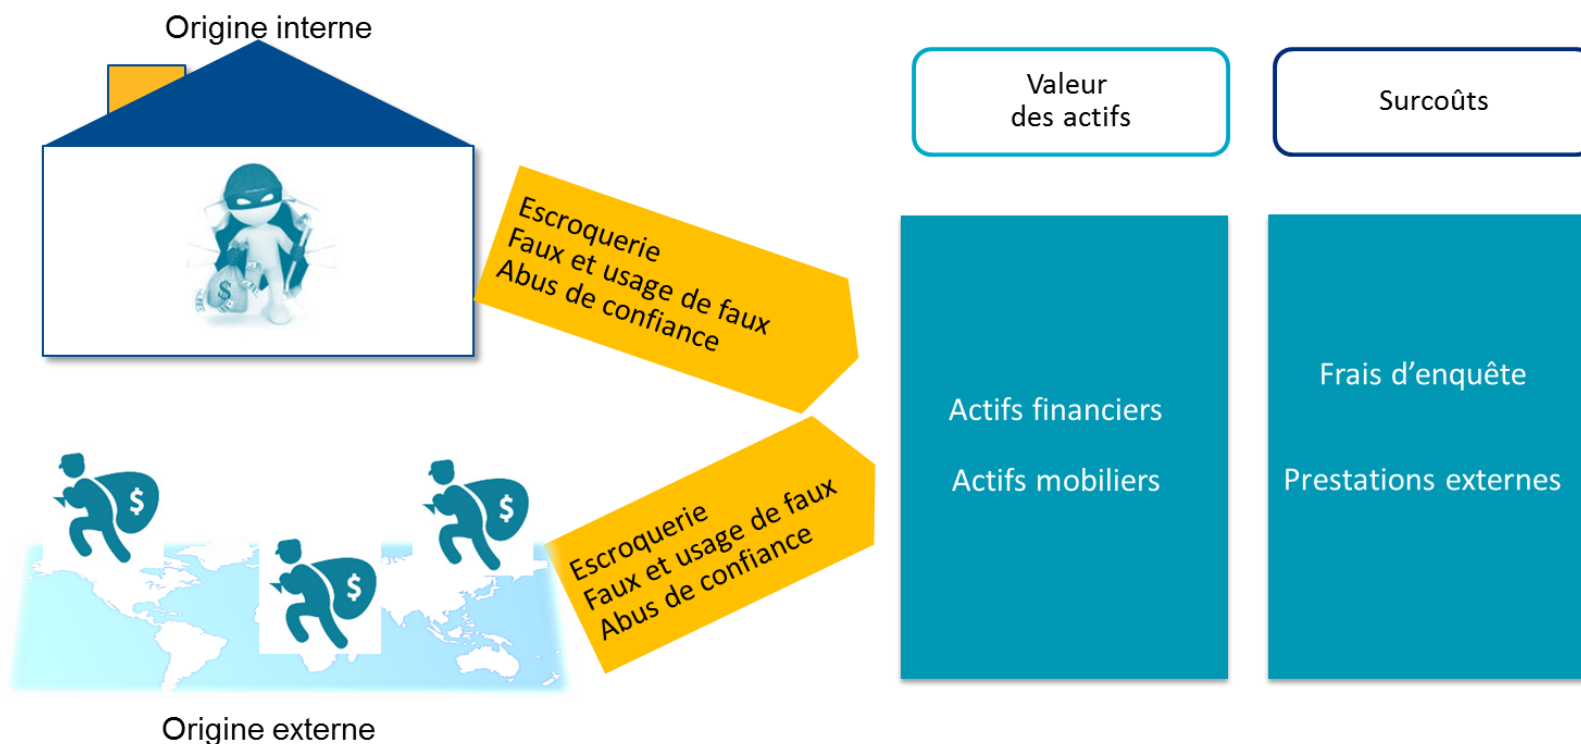 Origine interne
Escroquerie
Faux et usage de faux
Abus de confiance
$
$
$
$
Escroquerie
Faux et usage de faux
Abus de confiance
Origine externe
Valeur
des actifs
Actifs financiers
Actifs mobiliers
Surcoûts
Frais d’enquête
Prestations externes